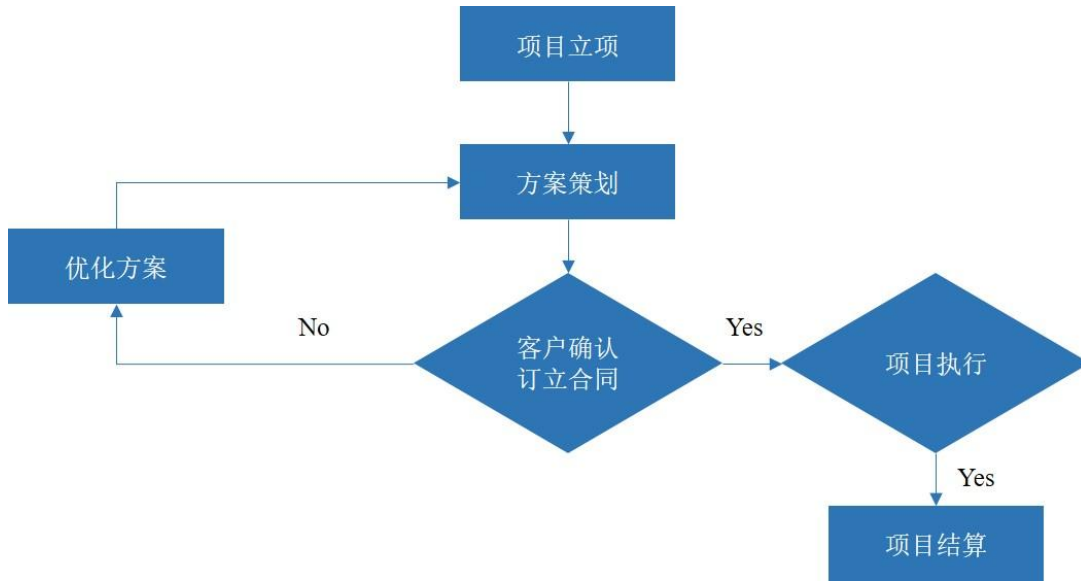 项目立项
方案策划
优化方案
No
客户确认
订立合同
Yes
项目执行
Yes
项目结算